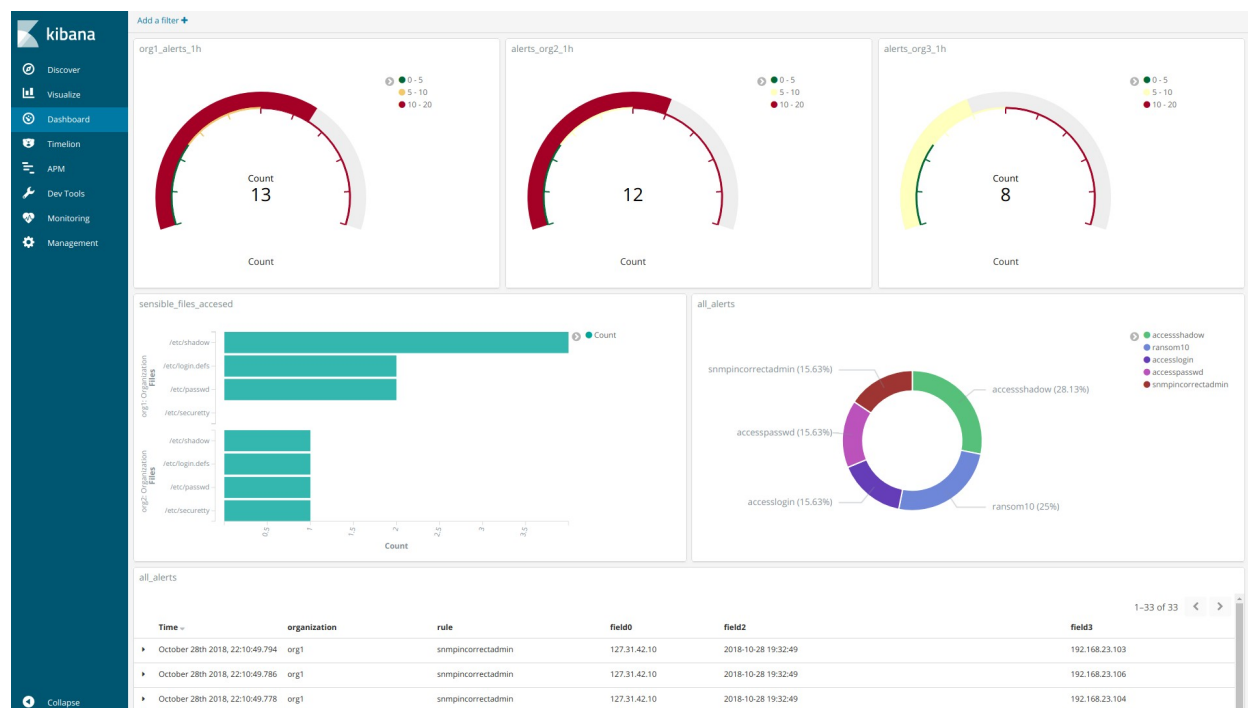 kibana
Discover
Visualize
Dashboard
Timelion
APM
Dev Tools
Monitoring
Management
Collapse
Add a filter +
org1_alerts_1h
0 - 5
5 - 10
10 - 20
Count
13
Count
alerts_org2_1h
0 - 5
5 - 10
10 - 20
12
Count
alerts_org3_1h
0 - 5
5 - 10
10 - 20
Count
8
Count
sensible_files_accesed
Count
org1: Organization
Files
/etc/shadow
/etc/login.defs
/etc/passwd
/etc/securetty
org2: Organization
Files
/etc/shadow
/etc/login.defs
/etc/passwd
/etc/securetty
0.5 1 1.5 2 2.5 3 3.5
Count
all_alerts
accessshadow
ransom10
accesslogin
accesspasswd
snmpincorrectadmin
snmpincorrectadmin (15.63%)
accessshadow (28.13%)
accesspasswd (15.63%)
accesslogin (15.63%)
ransom10 (25%)
all_alerts
1–33 of 33
Time organization rule field0 field2 field3
October 28th 2018, 22:10:49.794 org1 snmpincorrectadmin 127.31.42.10 2018-10-28 19:32:49 192.168.23.103
October 28th 2018, 22:10:49.786 org1 snmpincorrectadmin 127.31.42.10 2018-10-28 19:32:49 192.168.23.106
October 28th 2018, 22:10:49.778 org1 snmpincorrectadmin 127.31.42.10 2018-10-28 19:32:49 192.168.23.104